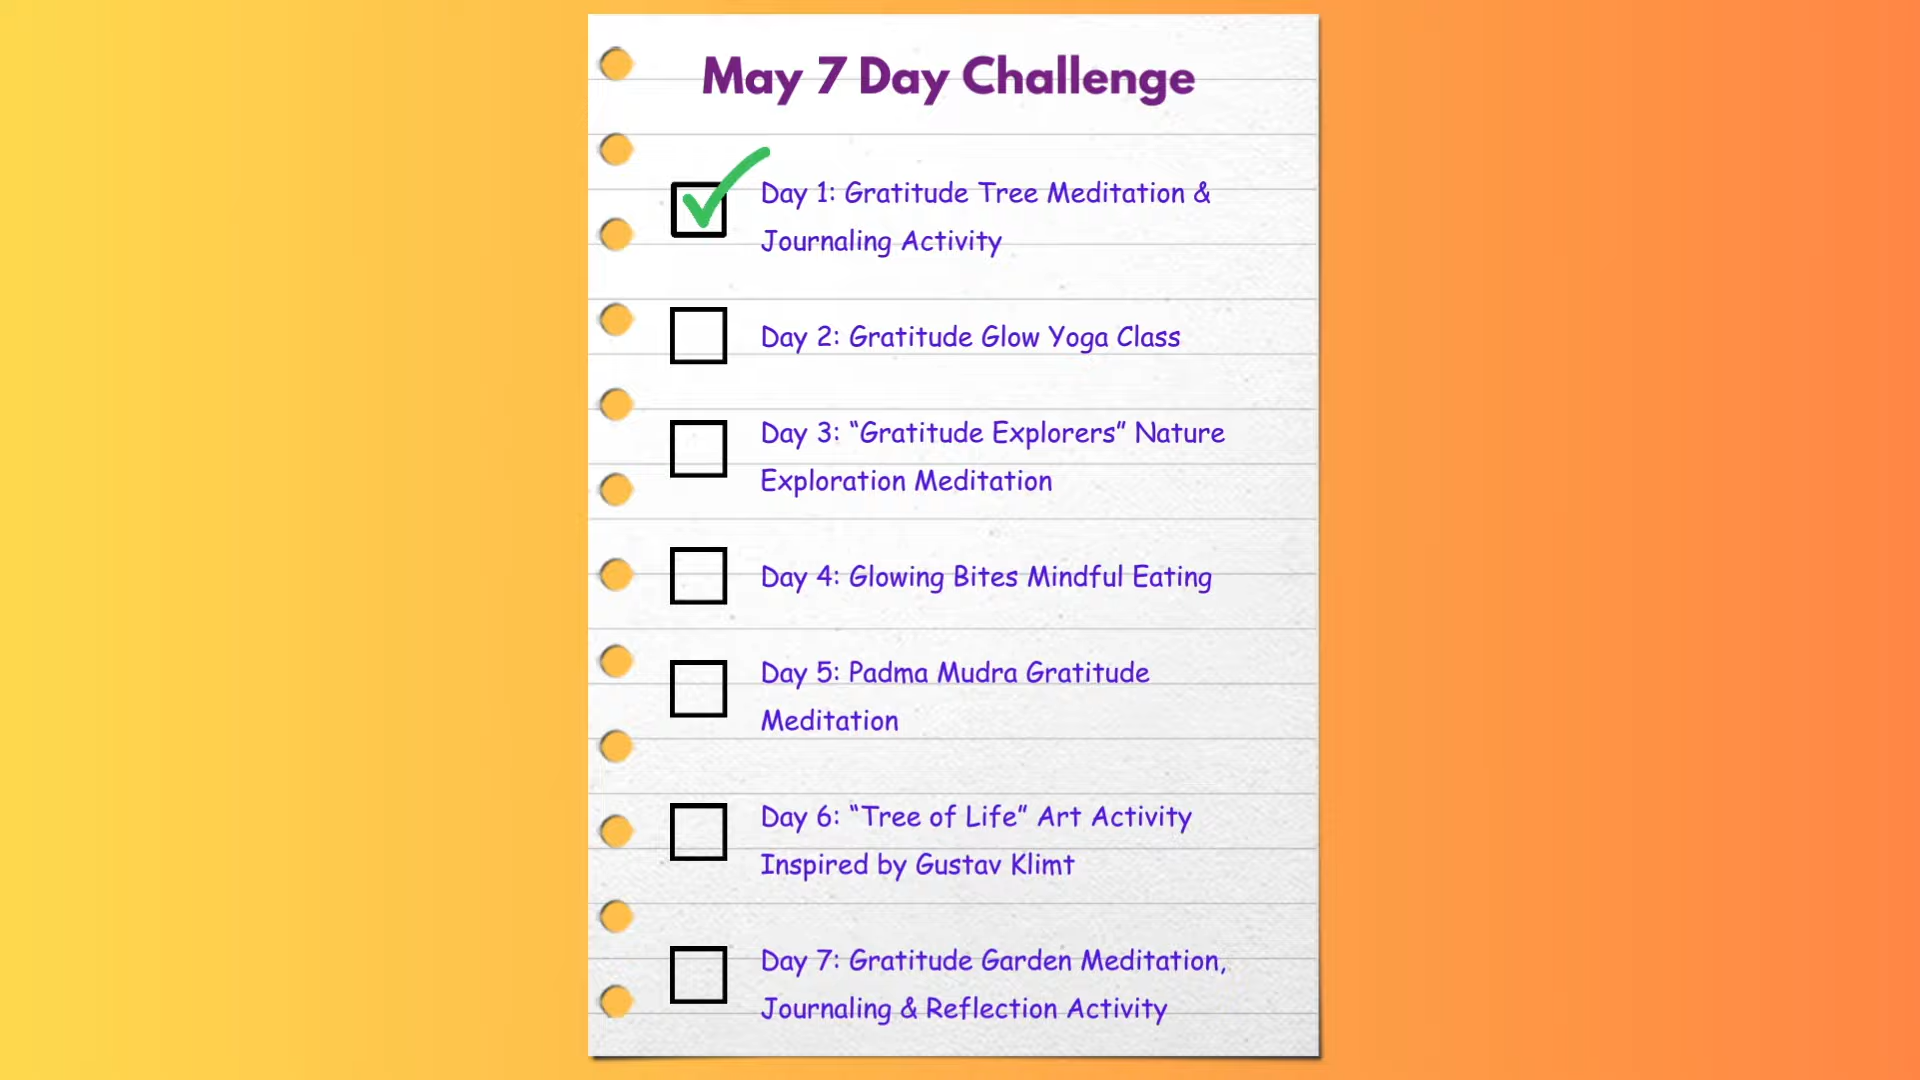 May 7 Day Challenge
Day 1: Gratitude Tree Meditation &
Journaling Activity
Day 2: Gratitude Glow Yoga Class
Day 3: “Gratitude Explorers” Nature
Exploration Meditation
Day 4: Glowing Bites Mindful Eating
Day 5: Padma Mudra Gratitude
Meditation
Day 6: “Tree of Life” Art Activity
Inspired by Gustav Klimt
Day 7: Gratitude Garden Meditation,
Journaling & Reflection Activity